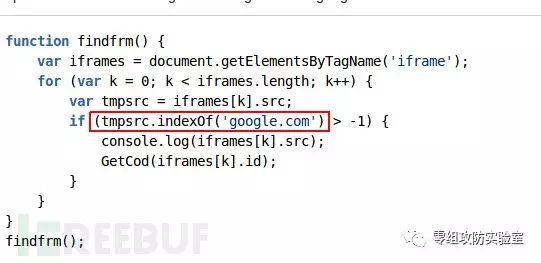 function findfrm() {
    var iframes = document.getElementsByTagName('iframe');
    for (var k = 0; k < iframes.length; k++) {
        var tmpsrc = iframes[k].src;
        if (tmpsrc.indexOf('google.com') > -1) {
            console.log(iframes[k].src);
            GetCod(iframes[k].id);
        }
    }
}
findfrm();
REEBUF
零组攻防实验室